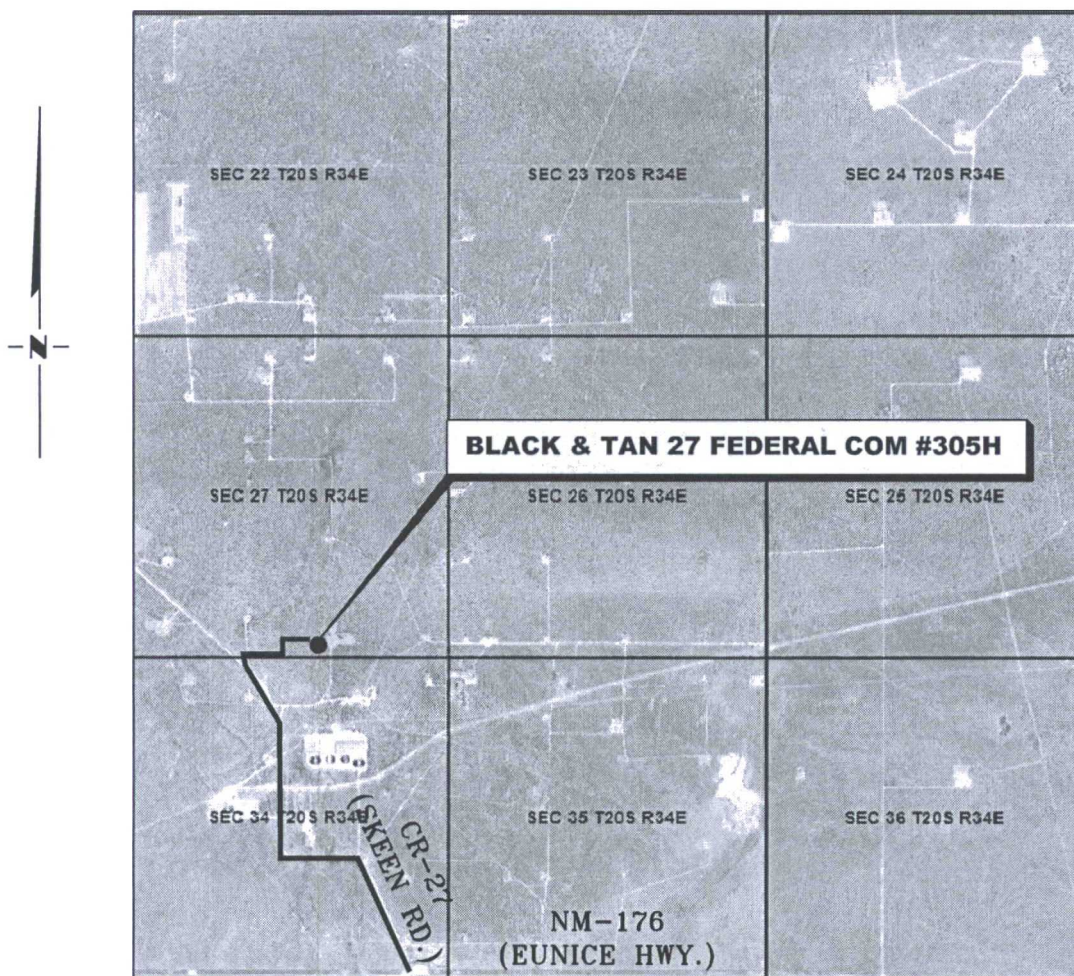 SEC 22 T20S R34E
SEC 23 T20S R34E
SEC 24 T20S R34E
N
BLACK & TAN 27 FEDERAL COM #305H
SEC 27 T20S R34E
SEC 26 T20S R34E
SEC 25 T20S R34E
SEC 34 T20S R34E
SEC 35 T20S R34E
SEC 36 T20S R34E
CR-27
(SKEEN RD.)
NM-176
(EUNICE HWY.)